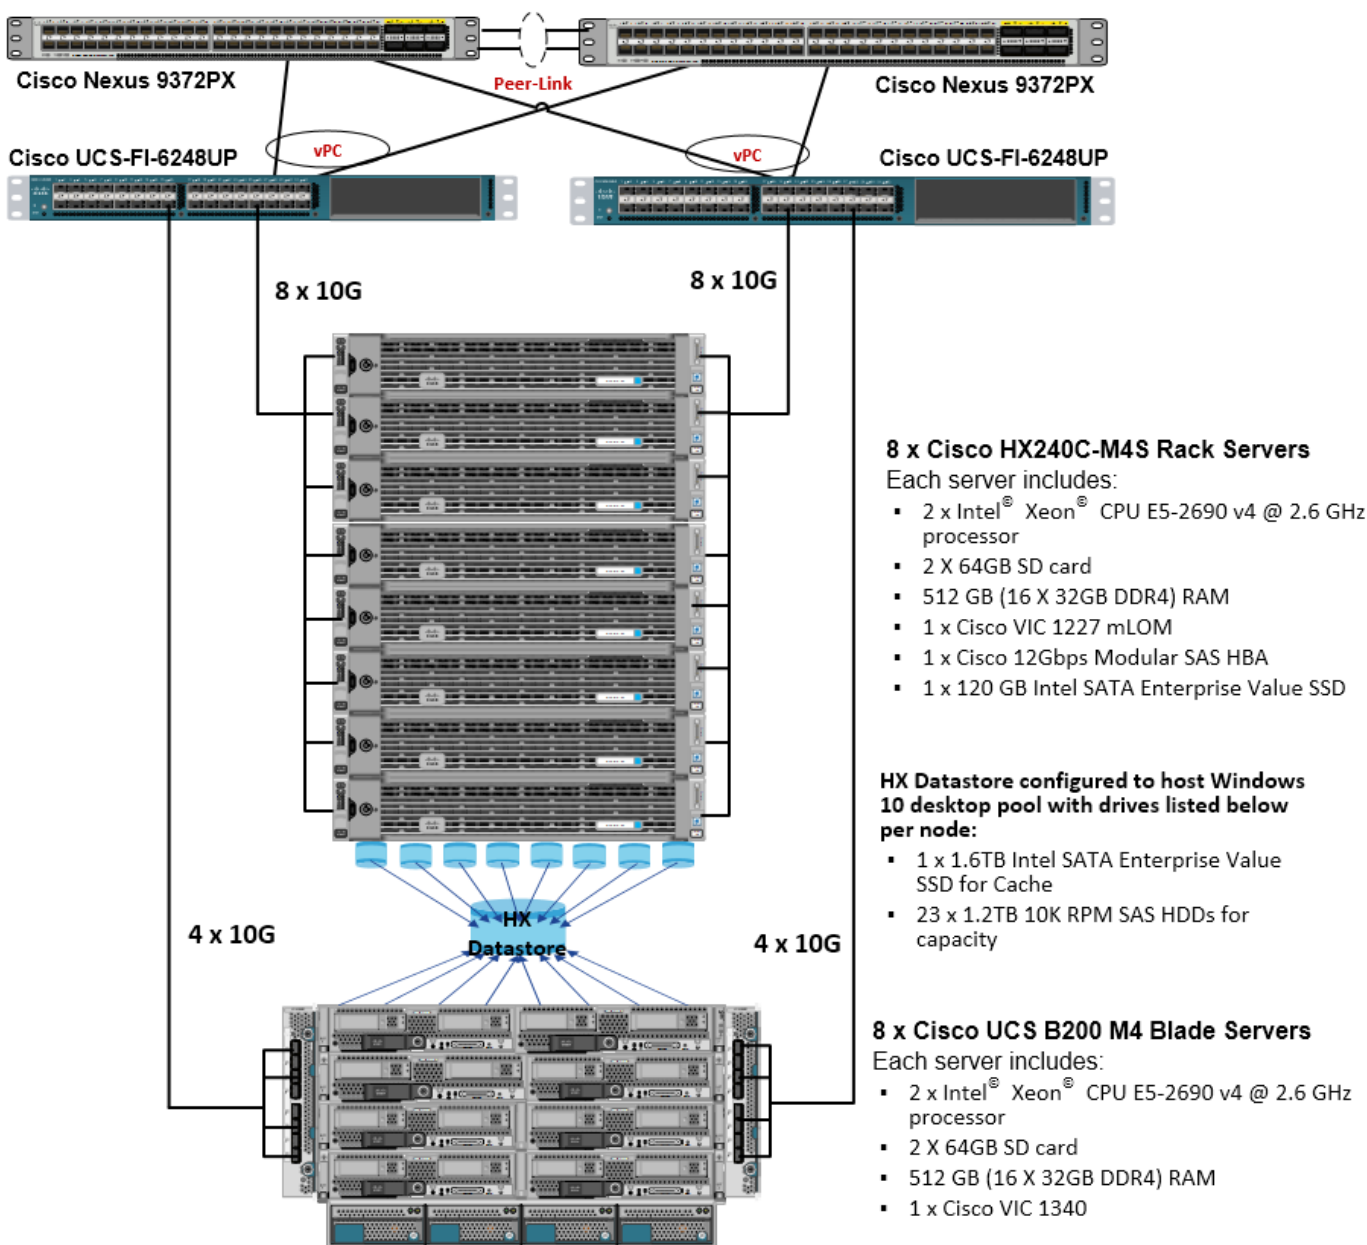 Cisco Nexus 9372PX
Peer-Link
Cisco Nexus 9372PX
Cisco UCS-FI-6248UP
vPC
vPC
Cisco UCS-FI-6248UP
8 x 10G
8 x 10G
8 x Cisco HX240C-M4S Rack Servers
Each server includes:
▪ 2 x Intel® Xeon® CPU E5-2690 v4 @ 2.6 GHz
processor
▪ 2 X 64GB SD card
▪ 512 GB (16 X 32GB DDR4) RAM
▪ 1 x Cisco VIC 1227 mLOM
▪ 1 x Cisco 12Gbps Modular SAS HBA
▪ 1 x 120 GB Intel SATA Enterprise Value SSD
HX Datastore configured to host Windows
10 desktop pool with drives listed below
per node:
▪ 1 x 1.6TB Intel SATA Enterprise Value
SSD for Cache
▪ 23 x 1.2TB 10K RPM SAS HDDs for
capacity
HX
Datastore
4 x 10G
4 x 10G
8 x Cisco UCS B200 M4 Blade Servers
Each server includes:
▪ 2 x Intel® Xeon® CPU E5-2690 v4 @ 2.6 GHz
processor
▪ 2 X 64GB SD card
▪ 512 GB (16 X 32GB DDR4) RAM
▪ 1 x Cisco VIC 1340